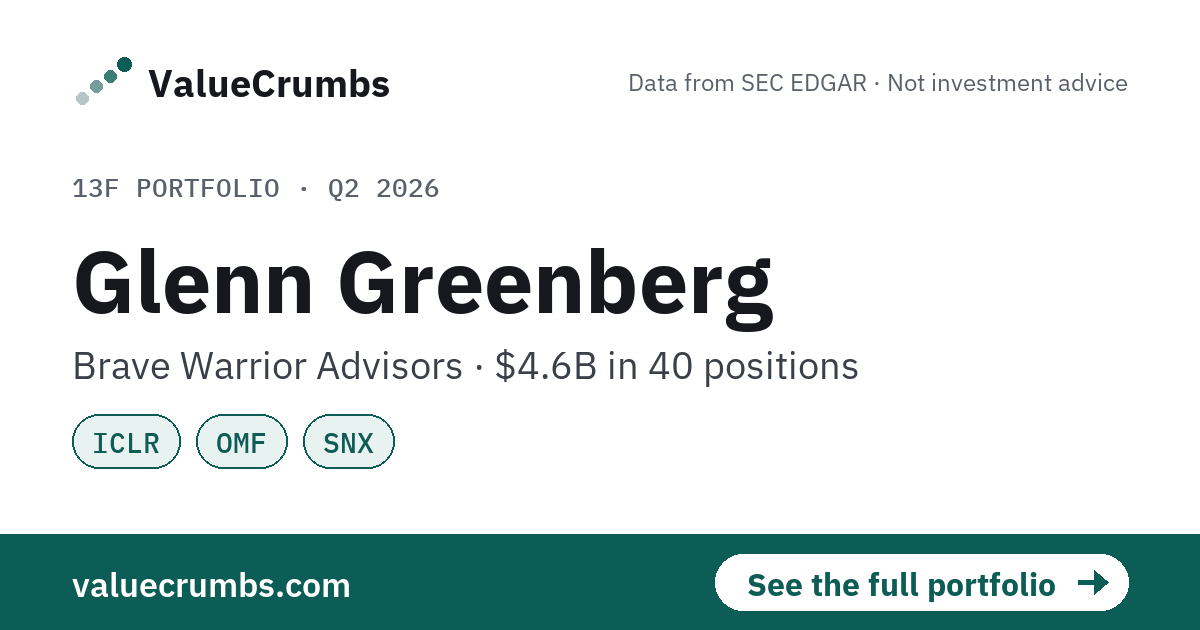 ValueCrumbs
Data from SEC EDGAR · Not investment advice
13F PORTFOLIO · Q2 2026
Glenn Greenberg
Brave Warrior Advisors · $4.6B in 40 positions
ICLR OMF SNX
valuecrumbs.com
See the full portfolio →